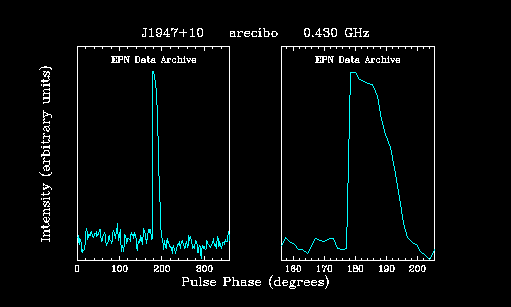 J1947+10 arecibo 0.430 GHz
EPN Data Archive EPN Data Archive
Intensity (arbitrary units)
0 100 200 300 160 170 180 190 200
Pulse Phase (degrees)